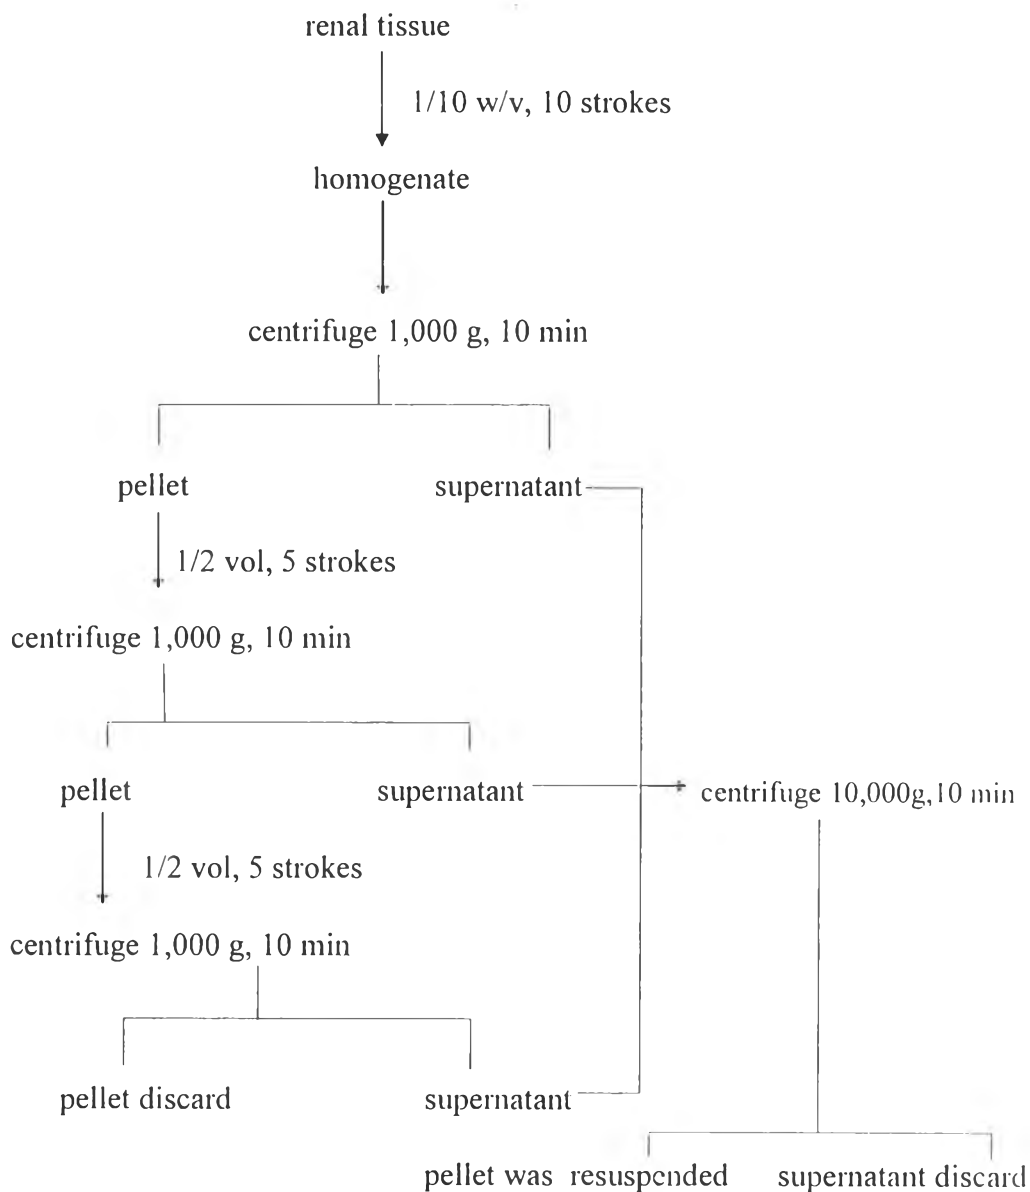 renal tissue
1/10 w/v, 10 strokes
homogenate
centrifuge 1,000 g, 10 min
pellet
supernatant
1/2 vol, 5 strokes
centrifuge 1,000 g, 10 min
pellet
supernatant
centrifuge 10,000g,10 min
1/2 vol, 5 strokes
centrifuge 1,000 g, 10 min
pellet discard
supernatant
pellet was resuspended
supernatant discard